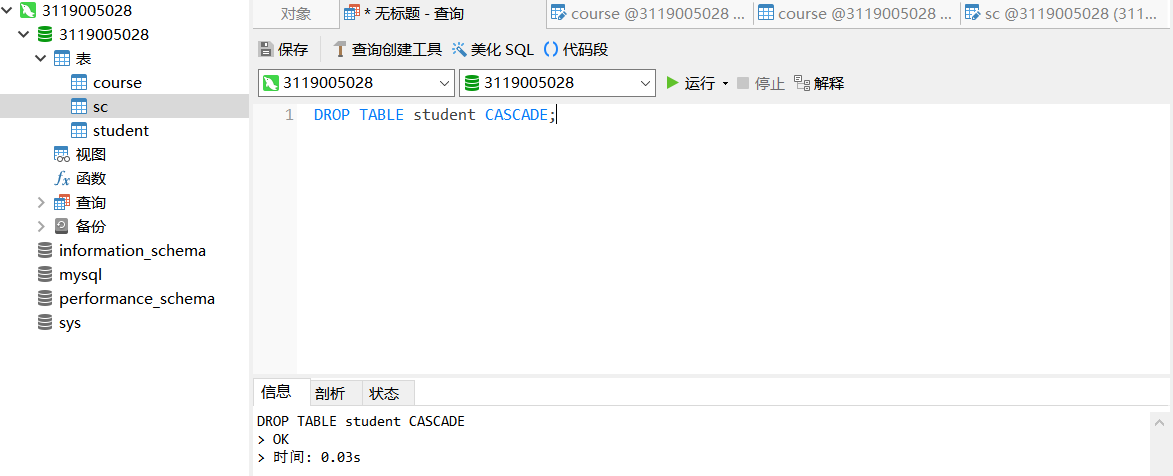 3119005028
3119005028
表
course
sc
student
视图
函数
查询
备份
information_schema
mysql
performance_schema
sys
对象
* 无标题 - 查询
course @3119005028 ...
course @3119005028 ...
sc @3119005028 (311...
保存 查询创建工具 美化 SQL 代码段
3119005028 3119005028 运行 停止 解释
1 DROP TABLE student CASCADE;
信息 剖析 状态
DROP TABLE student CASCADE
> OK
> 时间: 0.03s